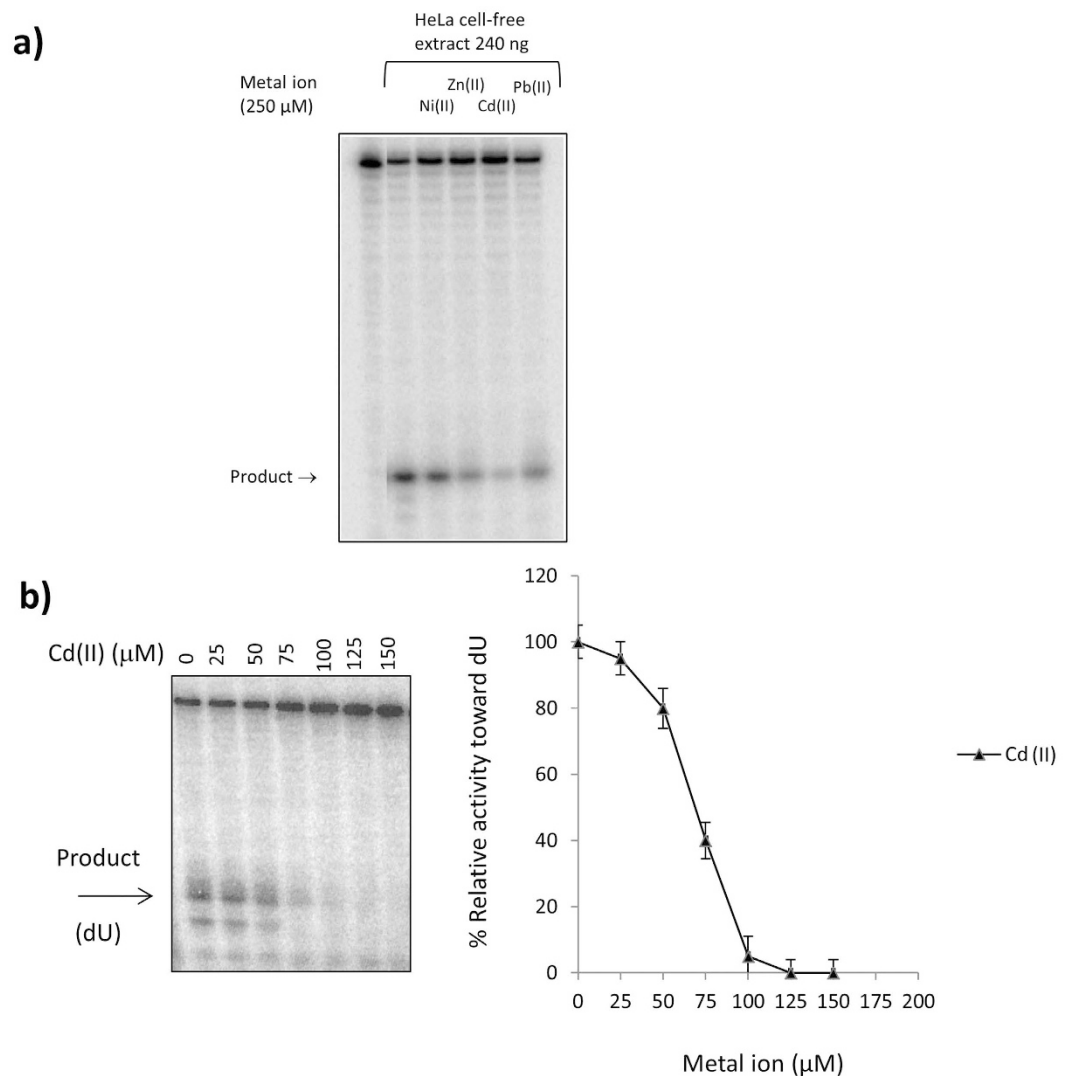 a)
HeLa cell-free
extract 240 ng
Metal ion
(250 μM)
Zn(II) Pb(II)
Ni(II) Cd(II)
Product →
b)
Cd(II) (μM)
0 25 50 75 100 125 150
Product
(dU)
% Relative activity toward dU
120
100
80
60
40
20
0
0 25 50 75 100 125 150 175 200
Metal ion (μM)
Cd (II)